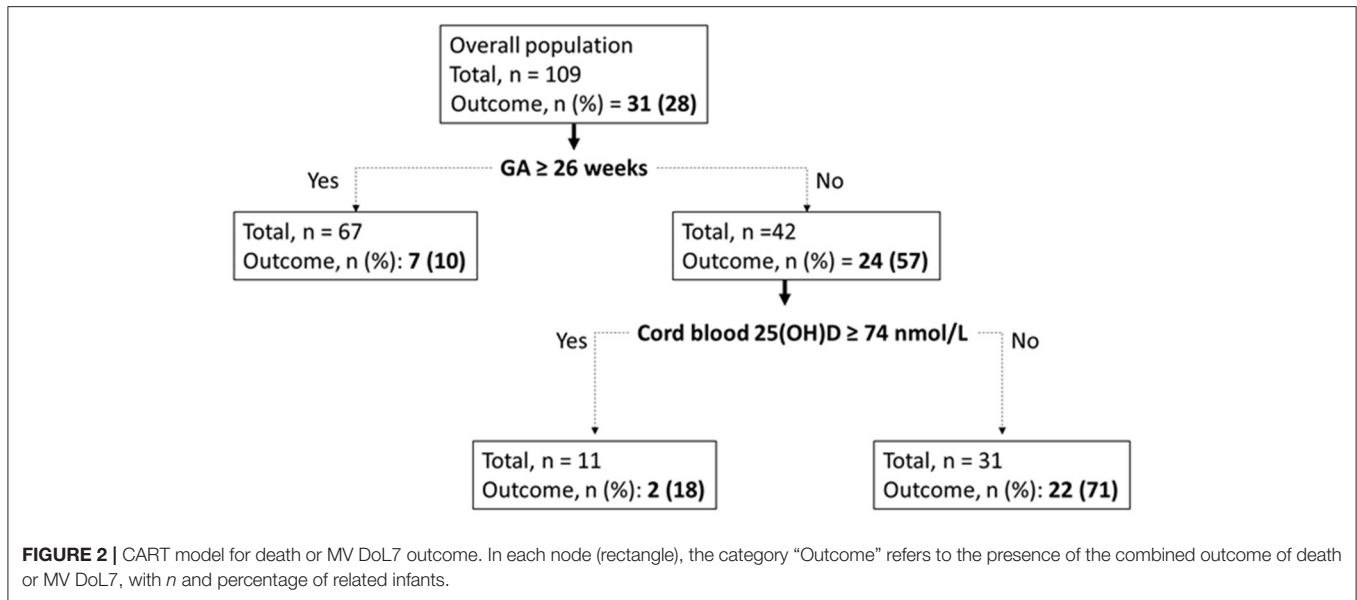 Overall population
Total, n = 109
Outcome, n (%) = 31 (28)
GA ≥ 26 weeks
Yes
No
Total, n = 67
Outcome, n (%): 7 (10)
Total, n =42
Outcome, n (%) = 24 (57)
Cord blood 25(OH)D ≥ 74 nmol/L
Yes
No
Total, n = 11
Outcome, n (%): 2 (18)
Total, n = 31
Outcome, n (%): 22 (71)
FIGURE 2 | CART model for death or MV DoL7 outcome. In each node (rectangle), the category “Outcome” refers to the presence of the combined outcome of death
or MV DoL7, with n and percentage of related infants.